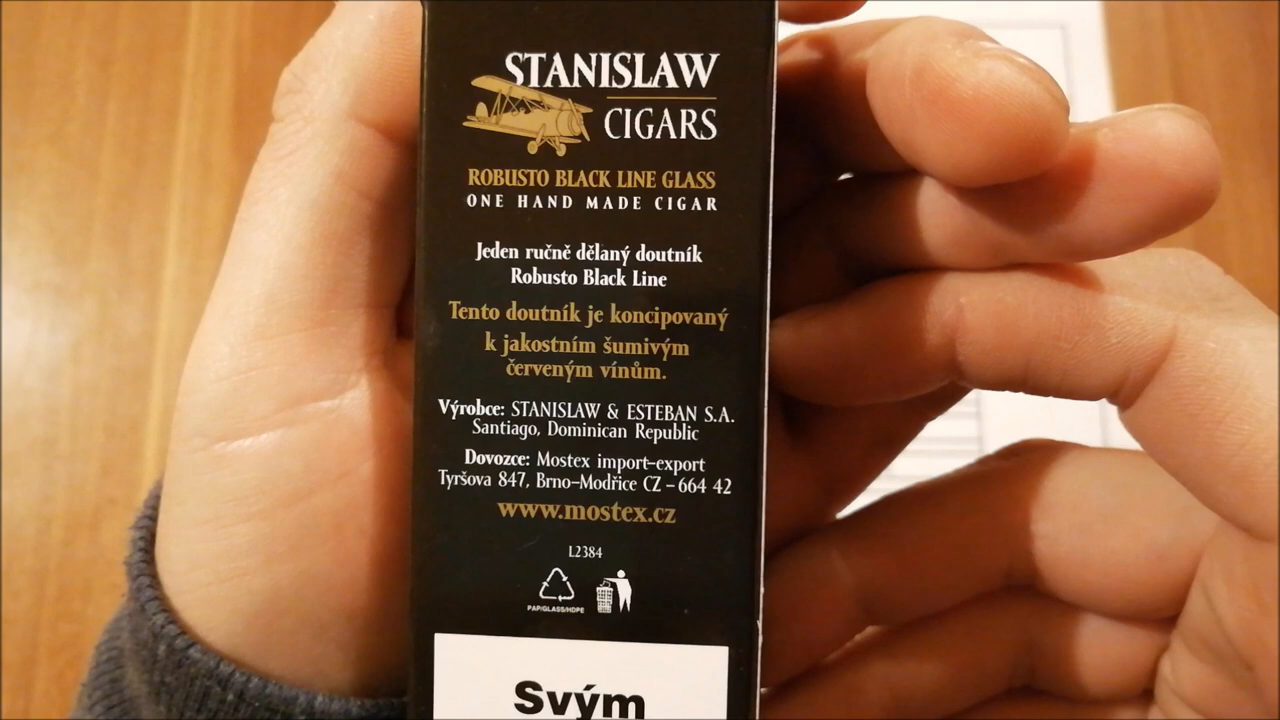 STANISLAW
CIGARS
ROBUSTO BLACK LINE GLASS
ONE HAND MADE CIGAR
Jeden ručně dělaný doutník
Robusto Black Line
Tento doutník je koncipovaný
k jakostním šumivým
červeným vínům.
Výrobce: STANISLAW & ESTEBAN S.A.
Santiago, Dominican Republic
Dovozce: Mostex import-export
Tyršova 847, Brno-Modřice CZ - 664 42
www.mostex.cz
L2384
PAP/GLASS/HDPE
Svým